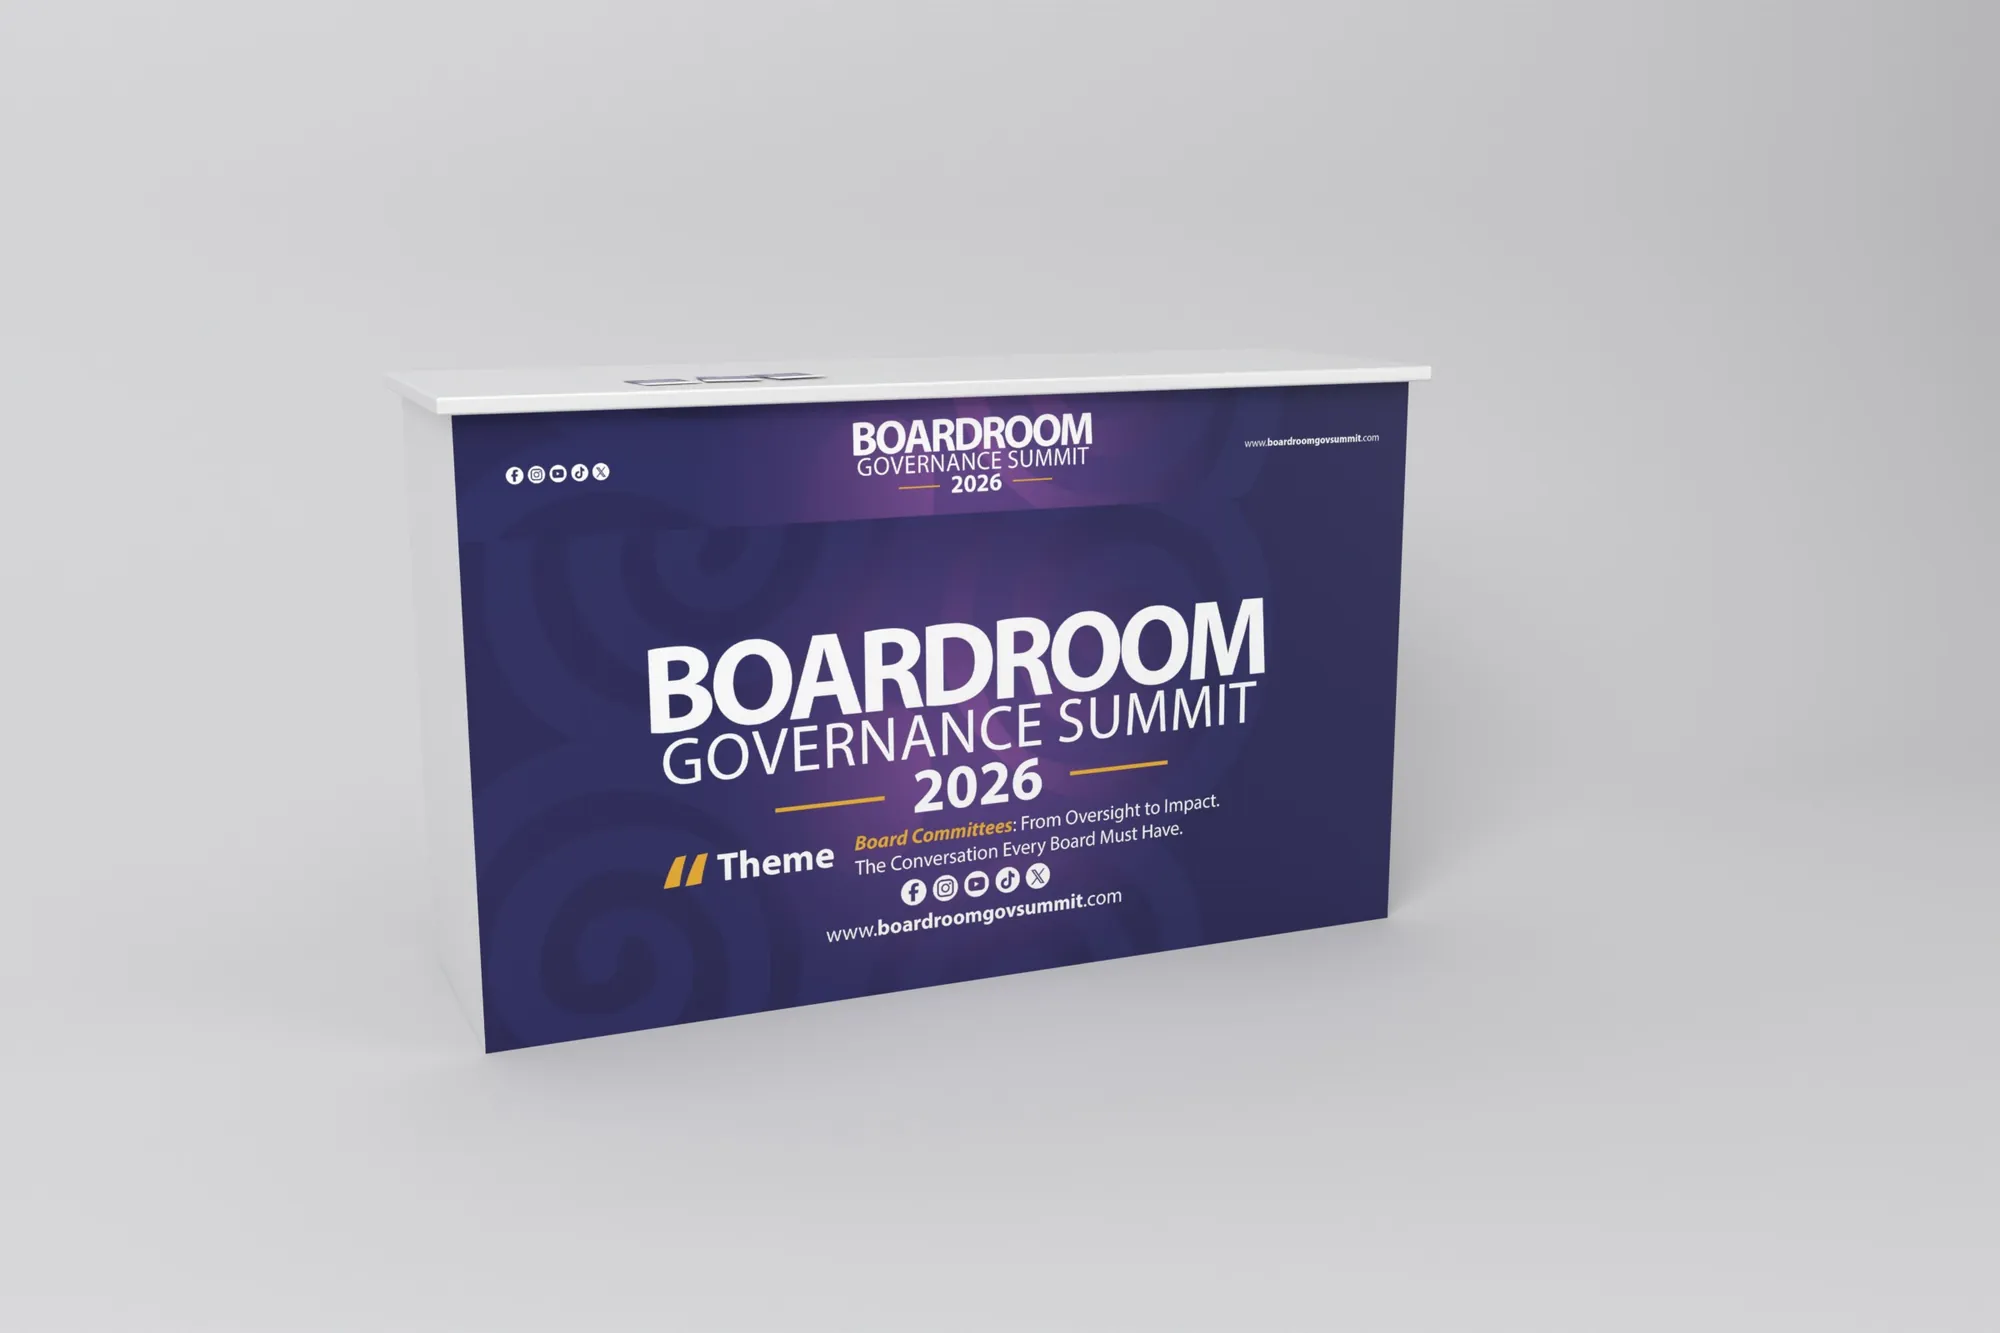 BOARDROOM
GOVERNANCE SUMMIT
2026
www.boardroomgovsummit.com
BOARDROOM
GOVERNANCE SUMMIT
2026
Theme
Board Committees: From Oversight to Impact.
The Conversation Every Board Must Have.
www.boardroomgovsummit.com